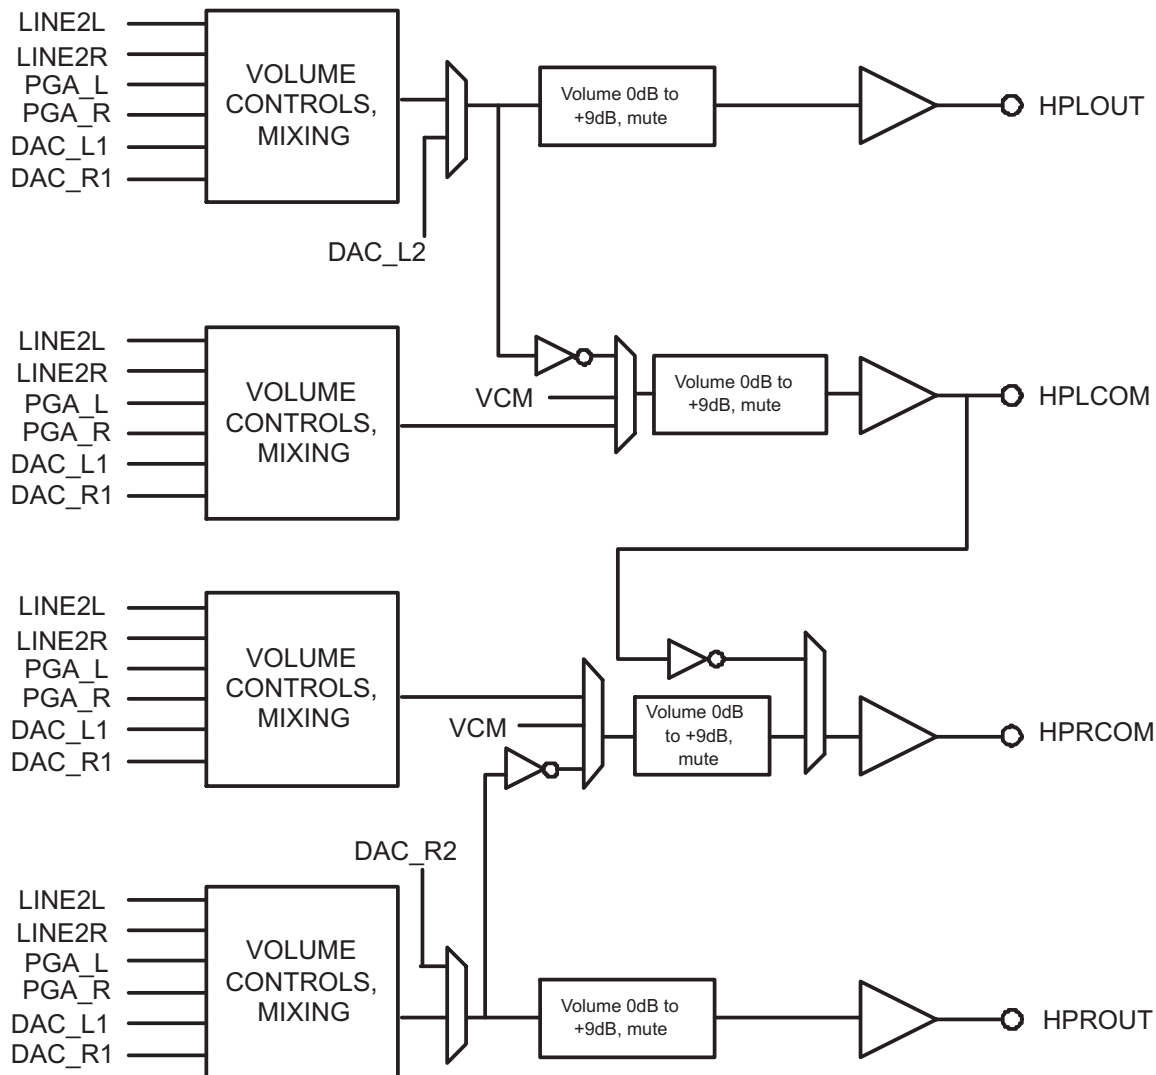 LINE2L
LINE2R
PGA_L
PGA_R
DAC_L1
DAC_R1
VOLUME
CONTROLS,
MIXING
DAC_L2
Volume 0dB to
+9dB, mute
HPLOUT
LINE2L
LINE2R
PGA_L
PGA_R
DAC_L1
DAC_R1
VOLUME
CONTROLS,
MIXING
VCM
Volume 0dB to
+9dB, mute
HPLCOM
LINE2L
LINE2R
PGA_L
PGA_R
DAC_L1
DAC_R1
VOLUME
CONTROLS,
MIXING
VCM
Volume 0dB
to +9dB,
mute
HPRCOM
DAC_R2
LINE2L
LINE2R
PGA_L
PGA_R
DAC_L1
DAC_R1
VOLUME
CONTROLS,
MIXING
Volume 0dB to
+9dB, mute
HPROUT